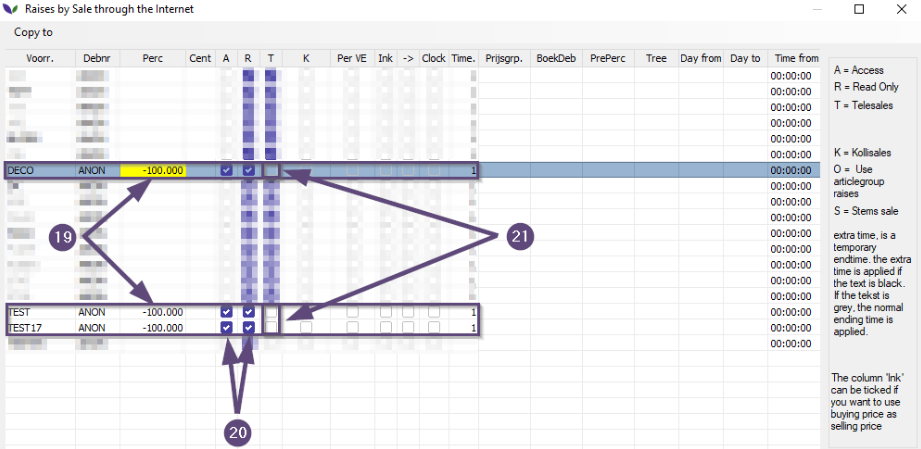 Raises by Sale through the Internet
Copy to
Voorr. Debnr Perc Cent A R T K Per VE Ink -> Clock Time. Prijsgrp. BoekDeb PrePerc Tree Day from Day to Time from
00:00:00
00:00:00
00:00:00
00:00:00
00:00:00
00:00:00
DECO ANON -100.000 1 00:00:00
00:00:00
00:00:00
00:00:00
00:00:00
00:00:00
00:00:00
00:00:00
00:00:00
TEST ANON -100.000 1 00:00:00
TEST17 ANON -100.000 1 00:00:00
00:00:00
19
21
20
A = Access
R = Read Only
T = Telesales
K = Kollisales
O = Use
articlegroup
raises
S = Stems sale
extra time, is a
temporary
endtime. the extra
time is applied if
the text is black.
If the tekst is
grey, the normal
ending time is
applied.
The column 'Ink'
can be ticked if
you want to use
buying price as
selling price